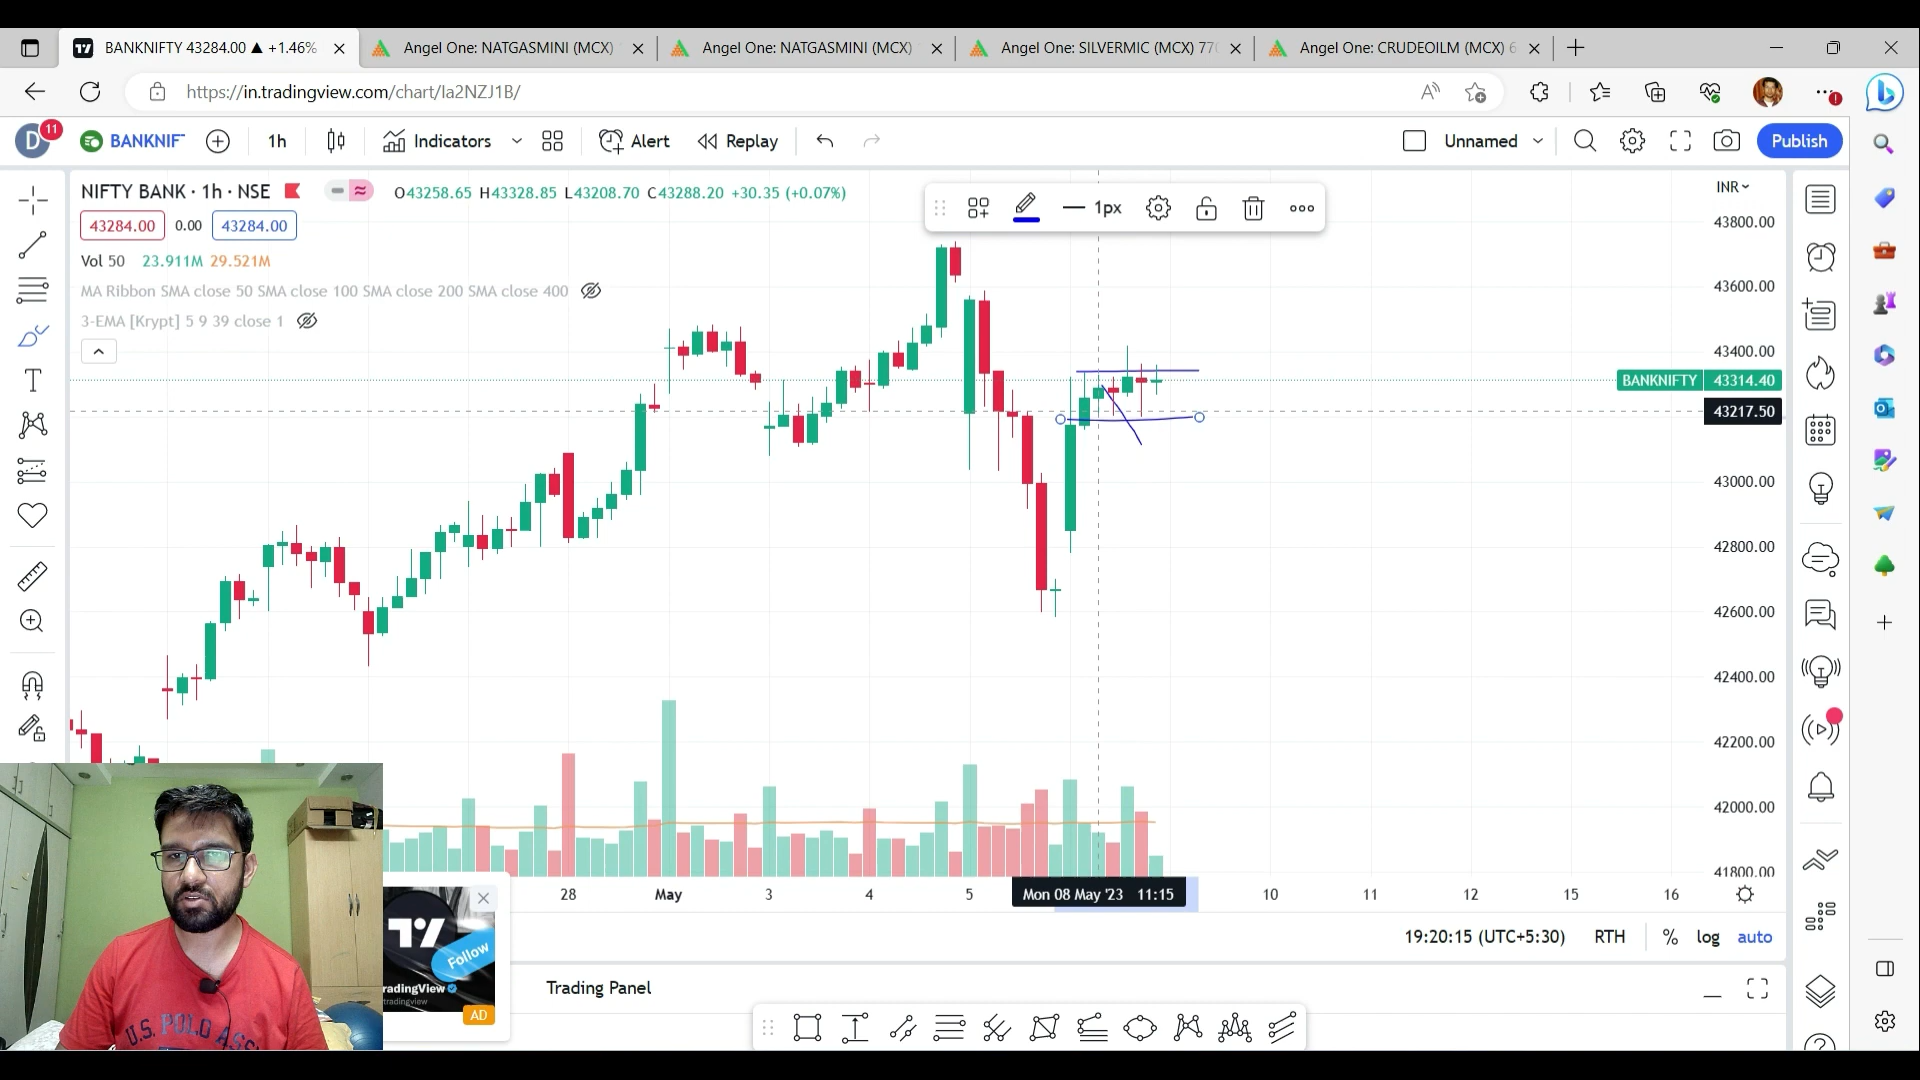 BANKNIFTY 43284.00 ▲ +1.46%
Angel One: NATGASMINI (MCX)
Angel One: NATGASMINI (MCX)
Angel One: SILVERMIC (MCX) 77
Angel One: CRUDEOILM (MCX) 6
https://in.tradingview.com/chart/Ia2NZJ1B/
D
11
BANKNIF
1h
Indicators
Alert
Replay
Unnamed
Publish
NIFTY BANK · 1h · NSE
O43258.65 H43328.85 L43208.70 C43288.20 +30.35 (+0.07%)
1px
INR
43284.00
0.00
43284.00
Vol 50 23.911M 29.521M
MA Ribbon SMA close 50 SMA close 100 SMA close 200 SMA close 400
3-EMA [Krypt] 5 9 39 close 1
43800.00
43600.00
43400.00
BANKNIFTY 43314.40
43217.50
43000.00
42800.00
42600.00
42400.00
42200.00
42000.00
41800.00
28
May
3
4
5
Mon 08 May '23 11:15
10
11
12
15
16
19:20:15 (UTC+5:30)
RTH
%
log
auto
Follow
radingView
tradingview
AD
Trading Panel
U.S. POLO ASS